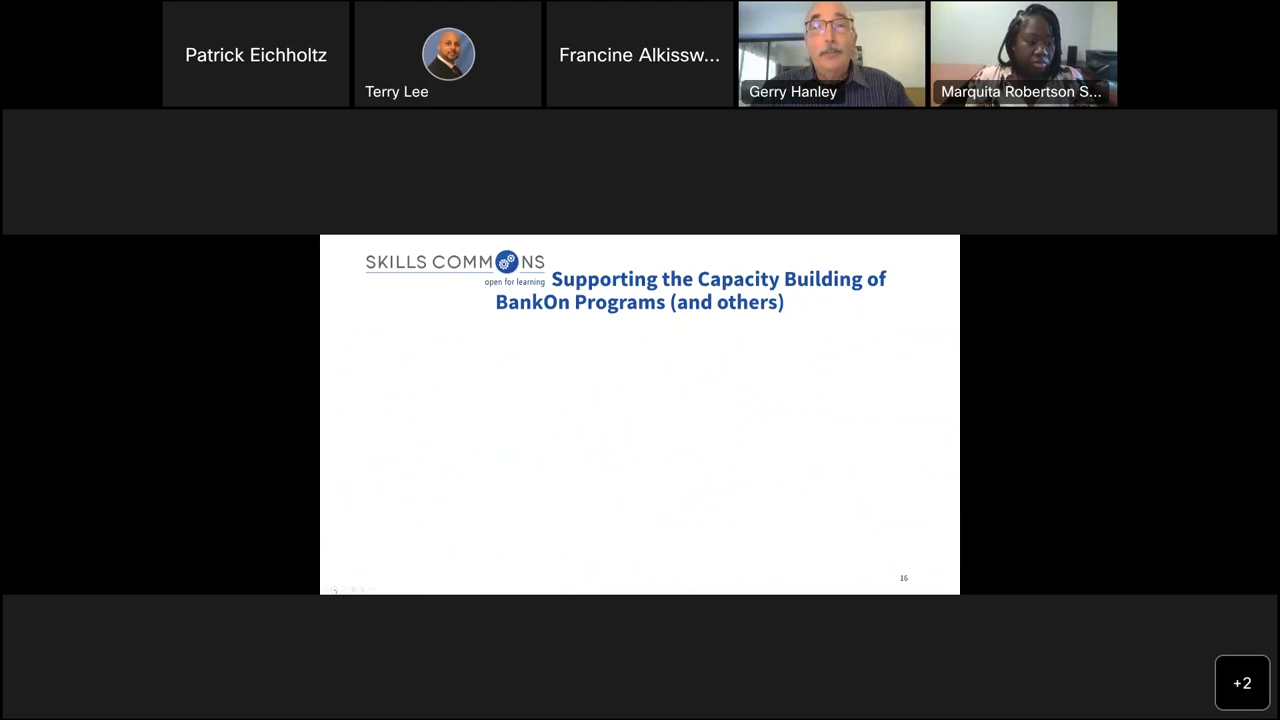 Patrick Eichholtz
Terry Lee
Francine Alkissw...
Gerry Hanley
Marquita Robertson S...
SKILLS COMMONS
open for learning
Supporting the Capacity Building of
BankOn Programs (and others)
16
+2